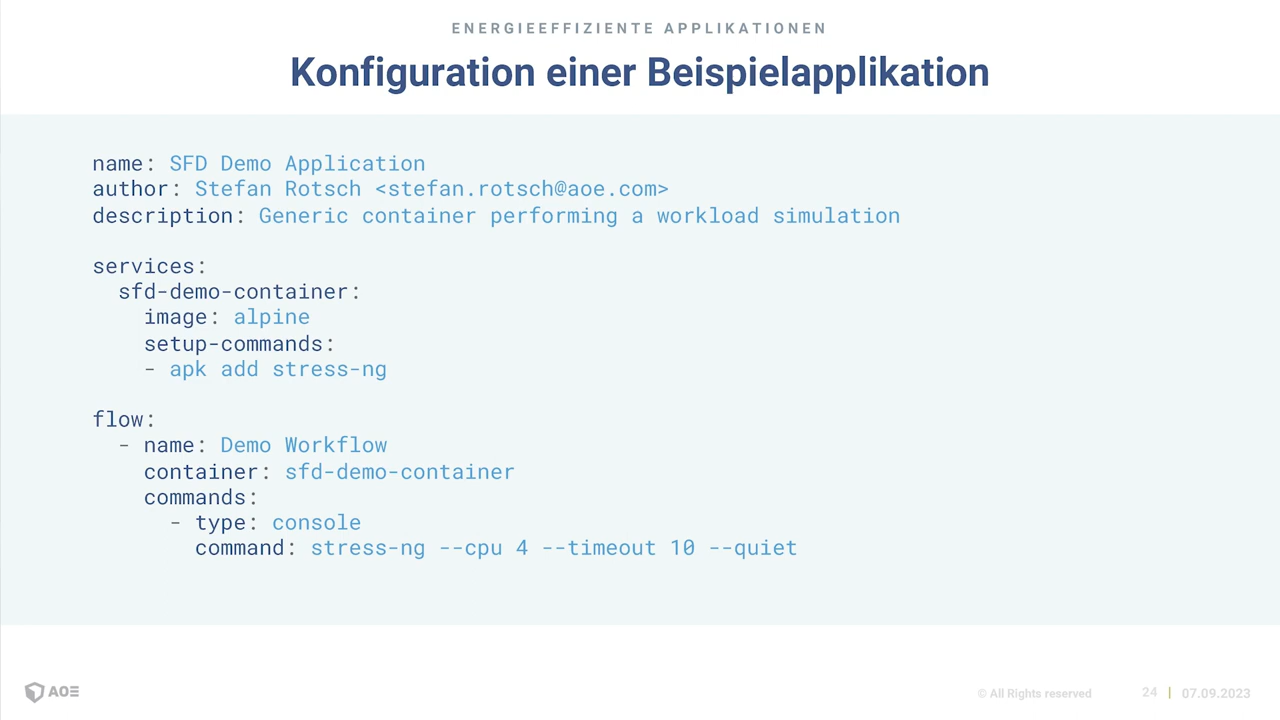 ENERGIEEFFIZIENTE APPLIKATIONEN
Konfiguration einer Beispielapplikation
name: SFD Demo Application
author: Stefan Rotsch <stefan.rotsch@aoe.com>
description: Generic container performing a workload simulation
services:
  sfd-demo-container:
    image: alpine
    setup-commands:
    - apk add stress-ng
flow:
  - name: Demo Workflow
    container: sfd-demo-container
    commands:
      - type: console
        command: stress-ng --cpu 4 --timeout 10 --quiet
AOE
© All Rights reserved
24 | 07.09.2023